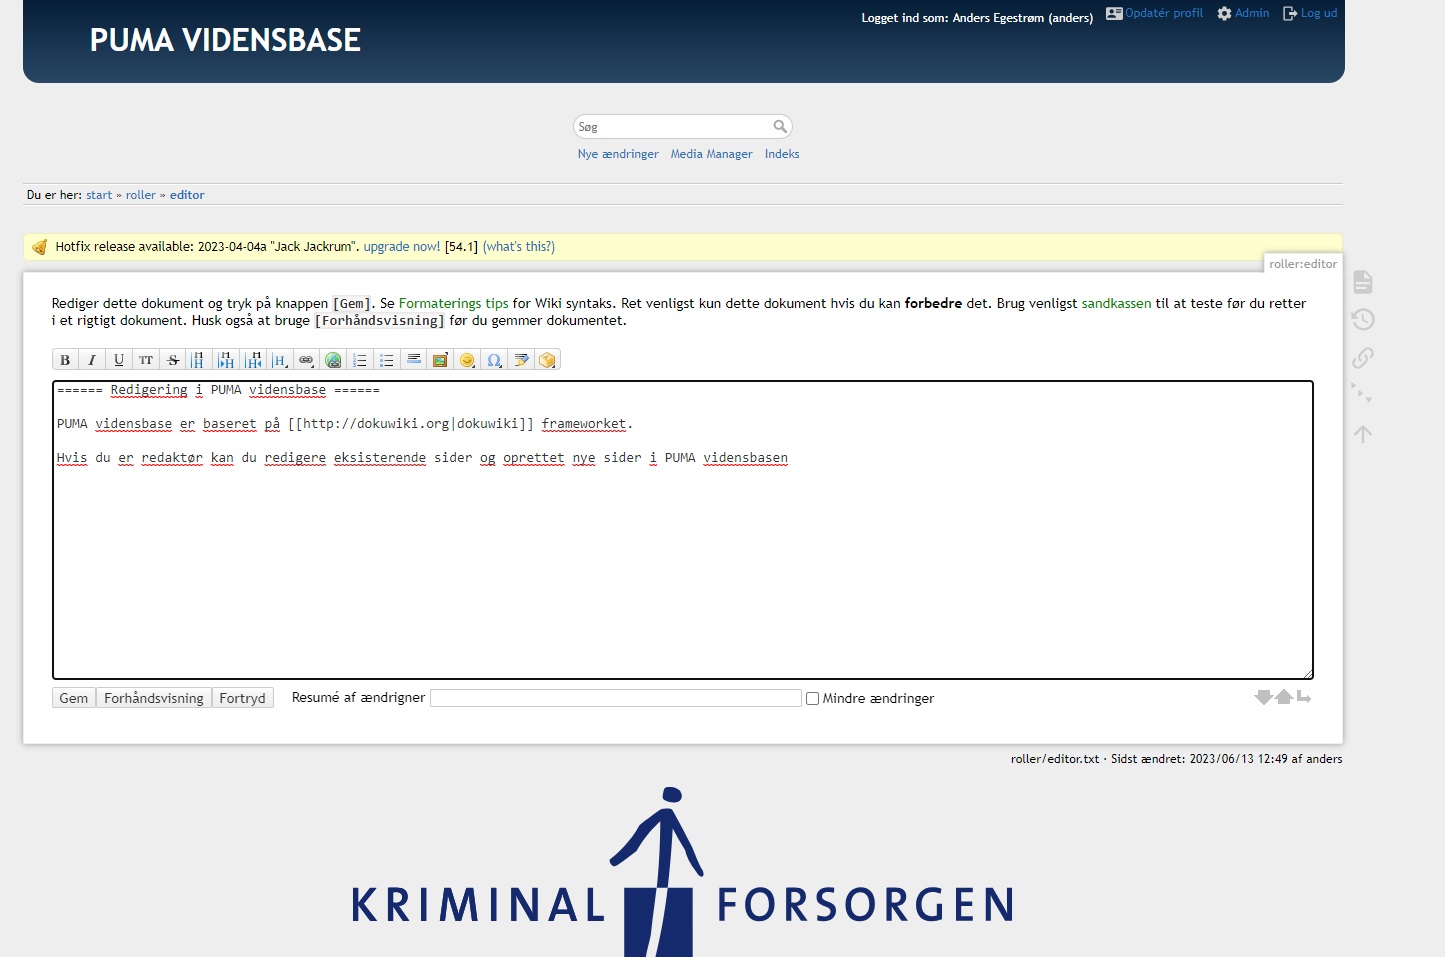 PUMA VIDENSBASE
Logget ind som: Anders Egestrøm (anders) Opdatér profil Admin Log ud
Søg
Nye ændringer Media Manager Indeks
Du er her: start » roller » editor
Hotfix release available: 2023-04-04a "Jack Jackrum". upgrade now! [54.1] (what's this?)
roller:editor
Rediger dette dokument og tryk på knappen [Gem]. Se Formaterings tips for Wiki syntaks. Ret venligst kun dette dokument hvis du kan forbedre det. Brug venligst sandkassen til at teste før du retter
i et rigtigt dokument. Husk også at bruge [Forhåndsvisning] før du gemmer dokumentet.
B I U TT S H H H H
====== Redigering i PUMA vidensbase ======
PUMA vidensbase er baseret på [[http://dokuwiki.org|dokuwiki]] frameworket.
Hvis du er redaktør kan du redigere eksisterende sider og oprettet nye sider i PUMA vidensbasen
Gem Forhåndsvisning Fortryd Resumé af ændrigner Mindre ændringer
roller/editor.txt · Sidst ændret: 2023/06/13 12:49 af anders
KRIMINAL FORSORGEN